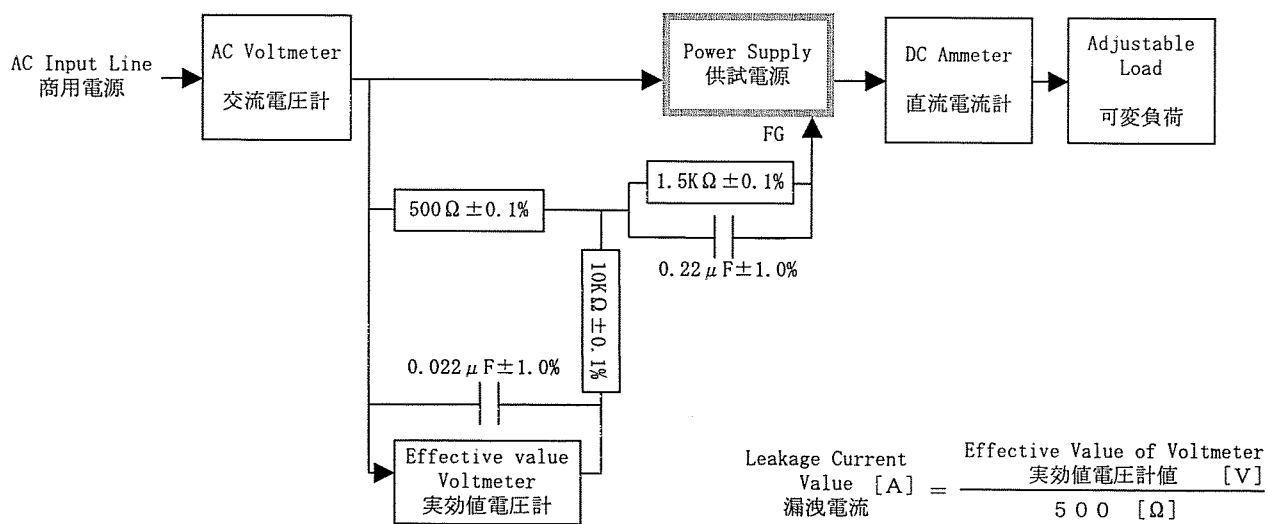 AC Input Line
商用電源
AC Voltmeter
交流電圧計
Power Supply
供試電源
DC Ammeter
直流電流計
Adjustable
Load
可変負荷
FG
1.5KΩ±0.1%
500Ω±0.1%
0.22μF±1.0%
10KΩ±0.1%
0.022μF±1.0%
Effective value
Voltmeter
実効値電圧計
Leakage Current
Value [A]
漏洩電流
=
Effective Value of Voltmeter
実効値電圧計値 [V]
500 [Ω]